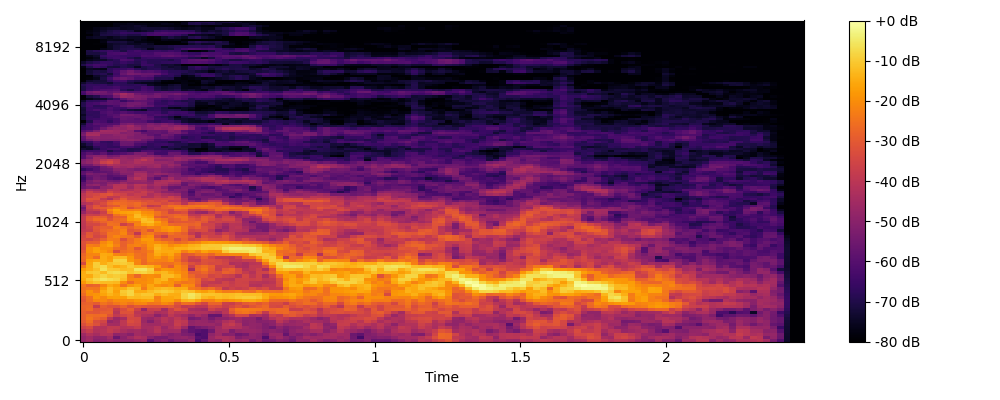 8192
4096
2048
1024
512
0
Hz
0 0.5 1 1.5 2
Time
+0 dB
-10 dB
-20 dB
-30 dB
-40 dB
-50 dB
-60 dB
-70 dB
-80 dB